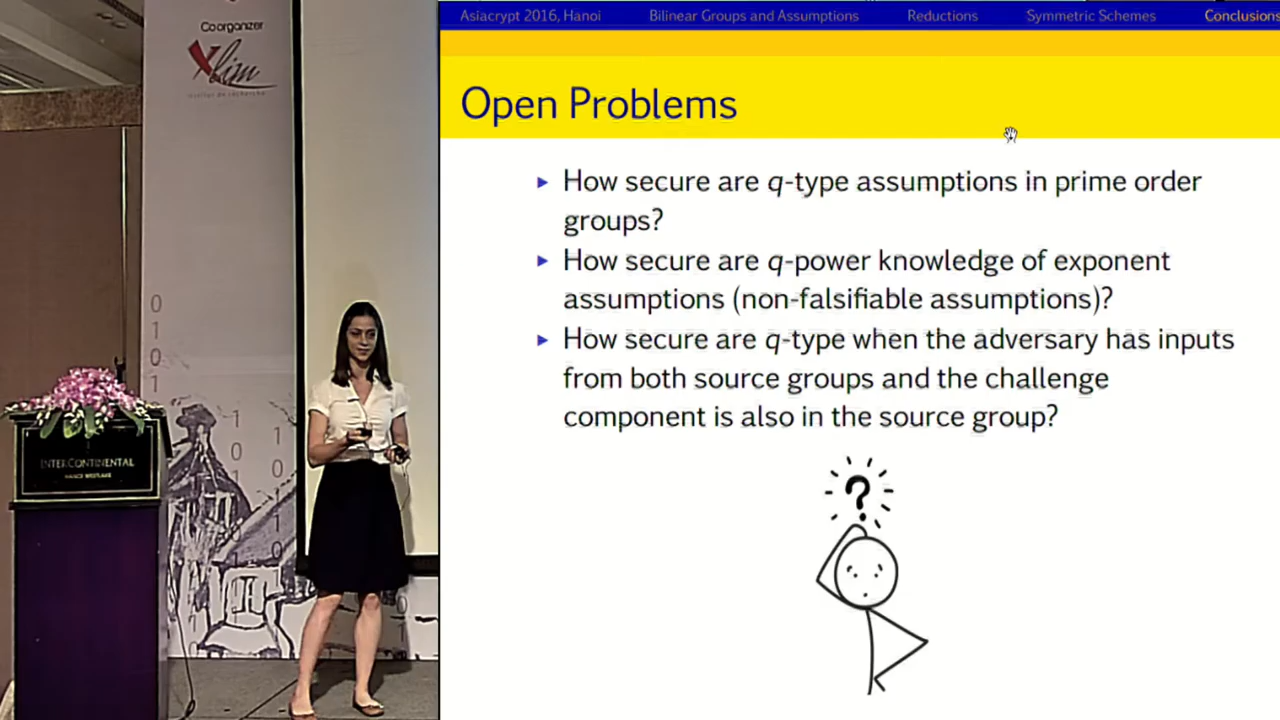 Coorganizer
Xlim
INTERCONTINENTAL
HANOI WESTLAKE
Asiacrypt 2016, Hanoi Bilinear Groups and Assumptions Reductions Symmetric Schemes Conclusions
Open Problems
How secure are q-type assumptions in prime order
groups?
How secure are q-power knowledge of exponent
assumptions (non-falsifiable assumptions)?
How secure are q-type when the adversary has inputs
from both source groups and the challenge
component is also in the source group?
?